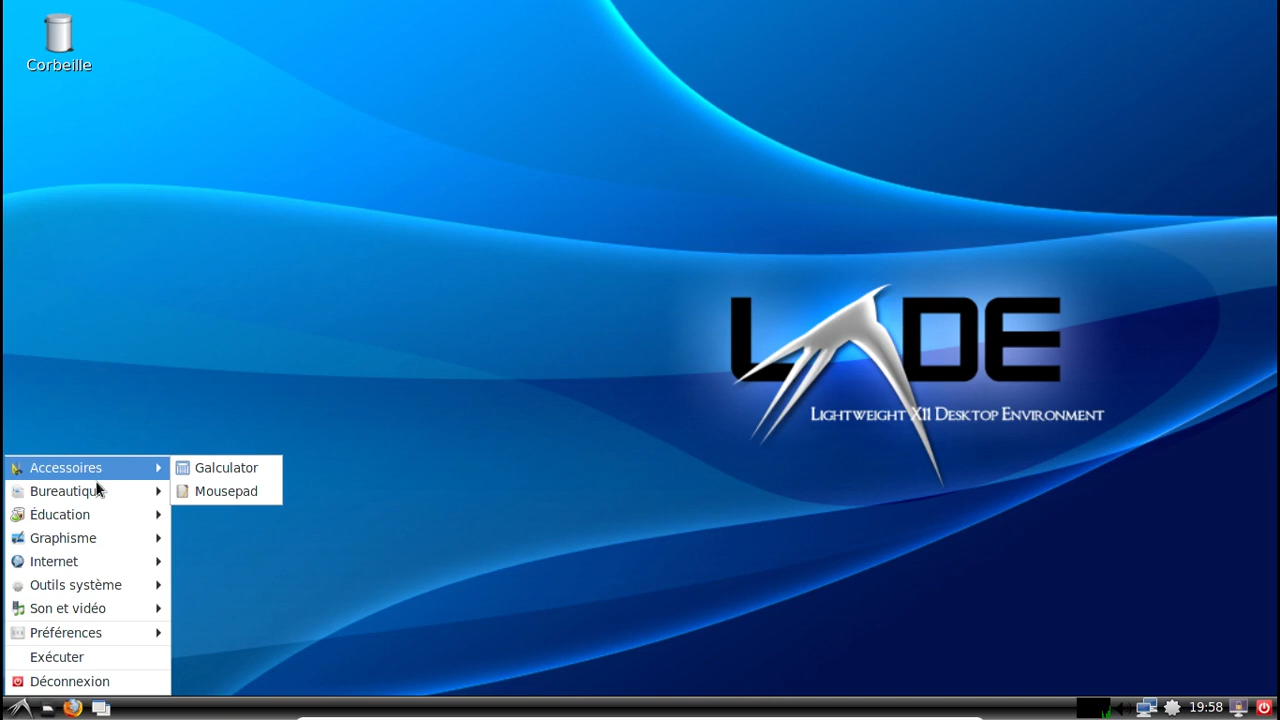 Corbeille
L DE
LIGHTWEIGHT X11 DESKTOP ENVIRONMENT
Accessoires
Bureautique
Éducation
Graphisme
Internet
Outils système
Son et vidéo
Préférences
Exécuter
Déconnexion
Galculator
Mousepad
19:58